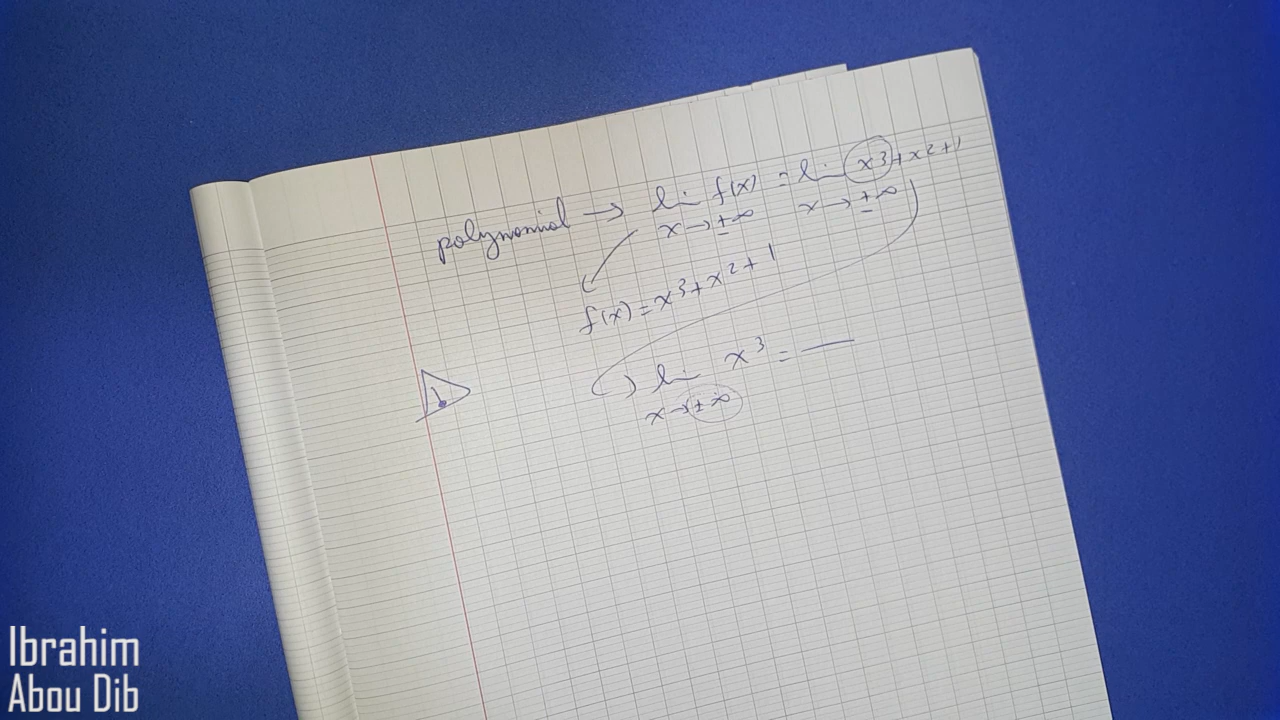 polynomial → lim f(x) = lim x³ + x² + 1
x → ± ∞ x → ± ∞
f(x) = x³ + x² + 1
lim x³ = —
x → ± ∞
!
Ibrahim
Abou Dib